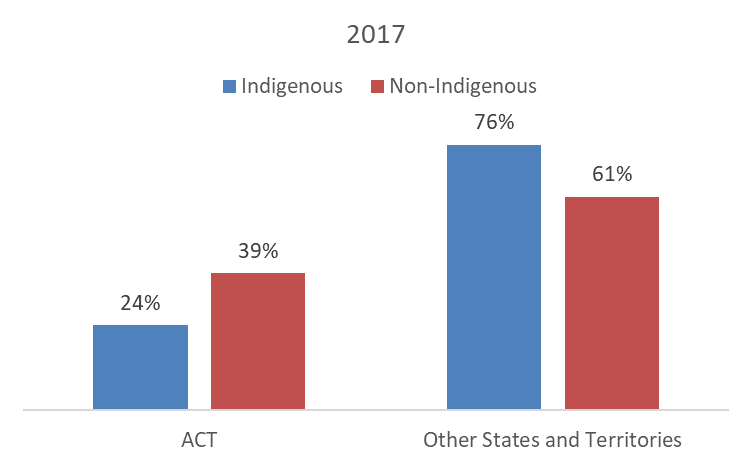 2017
Indigenous Non-Indigenous
76%
61%
39%
24%
ACT Other States and Territories